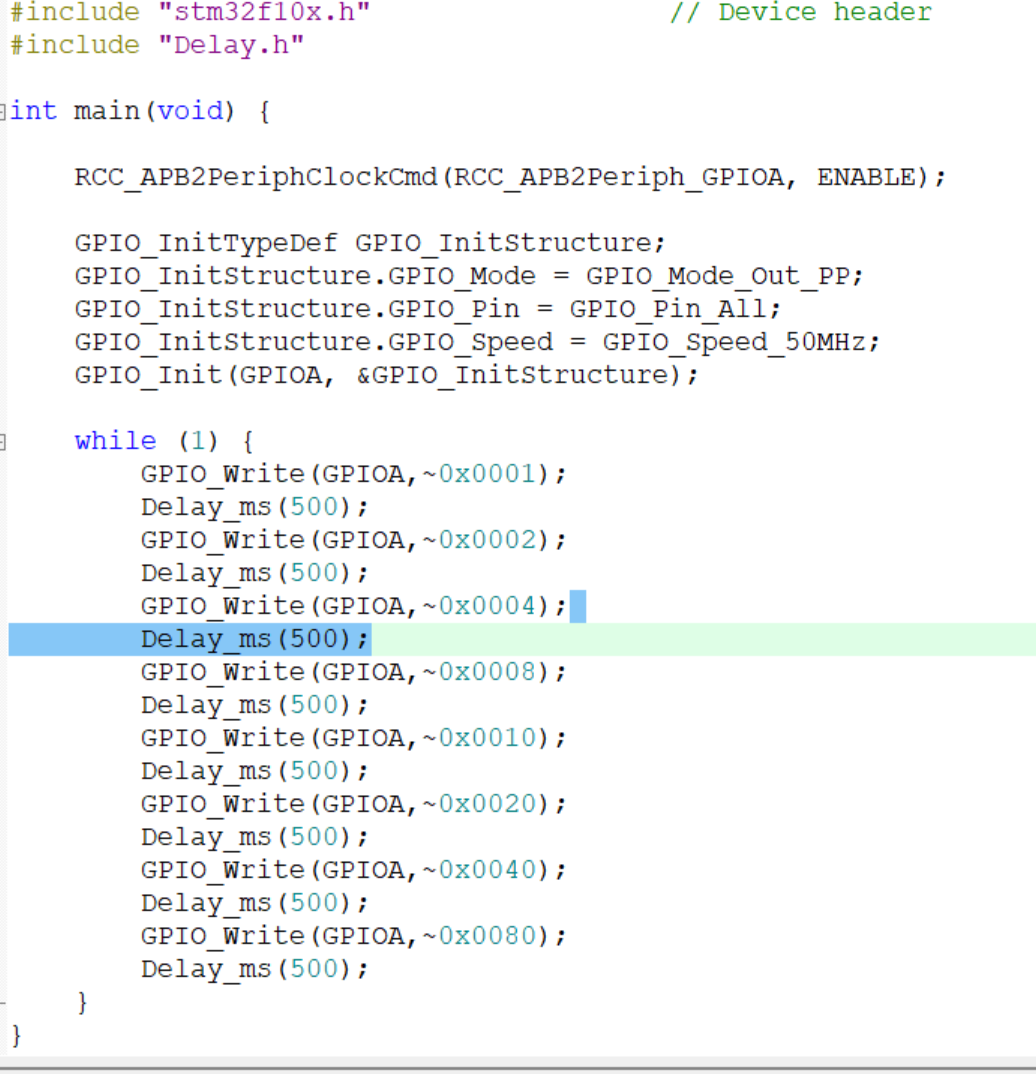 #include "stm32f10x.h" // Device header
#include "Delay.h"
int main(void) {
RCC_APB2PeriphClockCmd(RCC_APB2Periph_GPIOA, ENABLE);
GPIO_InitTypeDef GPIO_InitStructure;
GPIO_InitStructure.GPIO_Mode = GPIO_Mode_Out_PP;
GPIO_InitStructure.GPIO_Pin = GPIO_Pin_All;
GPIO_InitStructure.GPIO_Speed = GPIO_Speed_50MHz;
GPIO_Init(GPIOA, &GPIO_InitStructure);
while (1) {
GPIO_Write(GPIOA,~0x0001);
Delay_ms(500);
GPIO_Write(GPIOA,~0x0002);
Delay_ms(500);
GPIO_Write(GPIOA,~0x0004);
Delay_ms(500);
GPIO_Write(GPIOA,~0x0008);
Delay_ms(500);
GPIO_Write(GPIOA,~0x0010);
Delay_ms(500);
GPIO_Write(GPIOA,~0x0020);
Delay_ms(500);
GPIO_Write(GPIOA,~0x0040);
Delay_ms(500);
GPIO_Write(GPIOA,~0x0080);
Delay_ms(500);
}
}